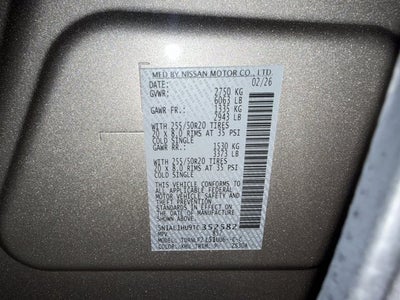 MFD BY NISSAN MOTOR CO., LTD.
DATE: 02/26
GVWR: 2750 KG
6063 LB
GAWR FR: 1335 KG
2943 LB
WITH 255/50R20 TIRES
20 x 8.0 RIMS AT 35 PSI
COLD SINGLE
GAWR RR: 1530 KG
3373 LB
WITH 255/50R20 TIRES
20 x 8.0 RIMS AT 35 PSI
COLD SINGLE
THIS VEHICLE CONFORMS TO
ALL APPLICABLE FEDERAL
MOTOR VEHICLE SAFETY AND
THEFT PREVENTION
STANDARDS IN EFFECT ON
THE DATE OF MANUFACTURE
SHOWN ABOVE.
352582
MPV
MODEL:
COLOR: TRIM: